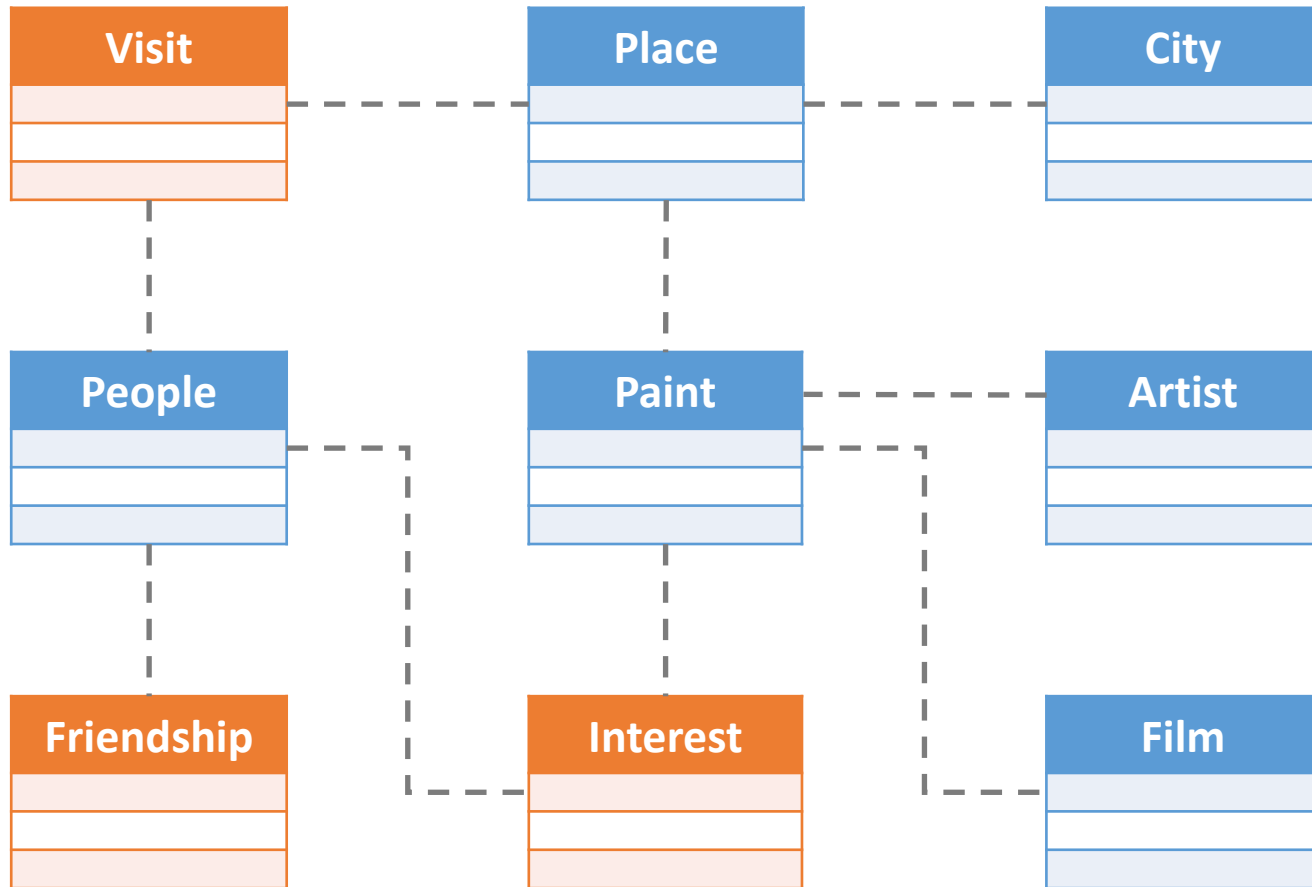 Visit
Place
City
People
Paint
Artist
Friendship
Interest
Film